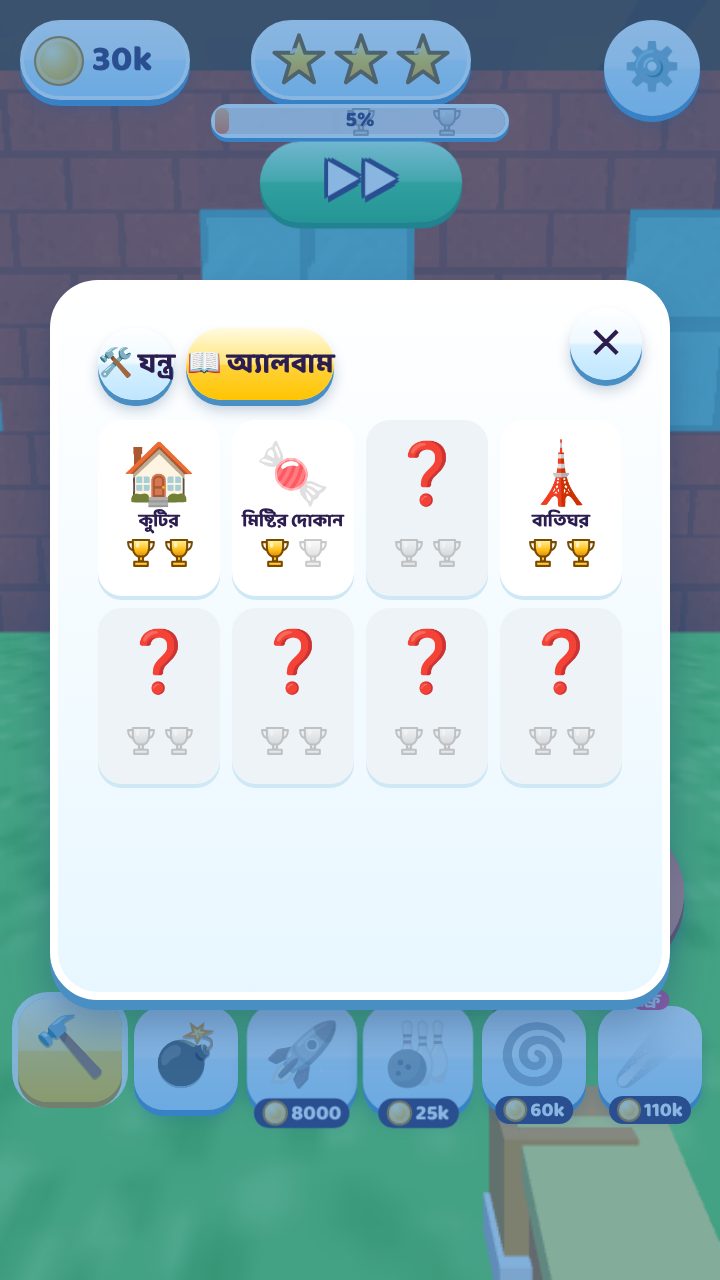 30k
5%
যন্ত্র
অ্যালবাম
কুটির
মিষ্টির দোকান
বাতিঘর
8000
25k
60k
110k